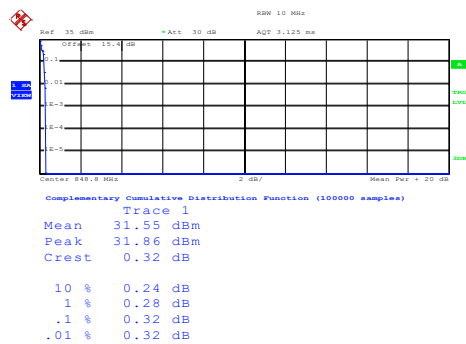 RBW 10 MHz
Ref 35 dBm *Att 30 dB AQT 3.125 ms
Offset 15.4 dB
0.1
0.01
1E-3
1E-4
1E-5
A
1 SA
VIEW
TRG
LVL
3DB
Center 848.8 MHz 2 dB/ Mean Pwr + 20 dB
Complementary Cumulative Distribution Function (100000 samples)
Trace 1
Mean 31.55 dBm
Peak 31.86 dBm
Crest 0.32 dB
10 % 0.24 dB
1 % 0.28 dB
.1 % 0.32 dB
.01 % 0.32 dB